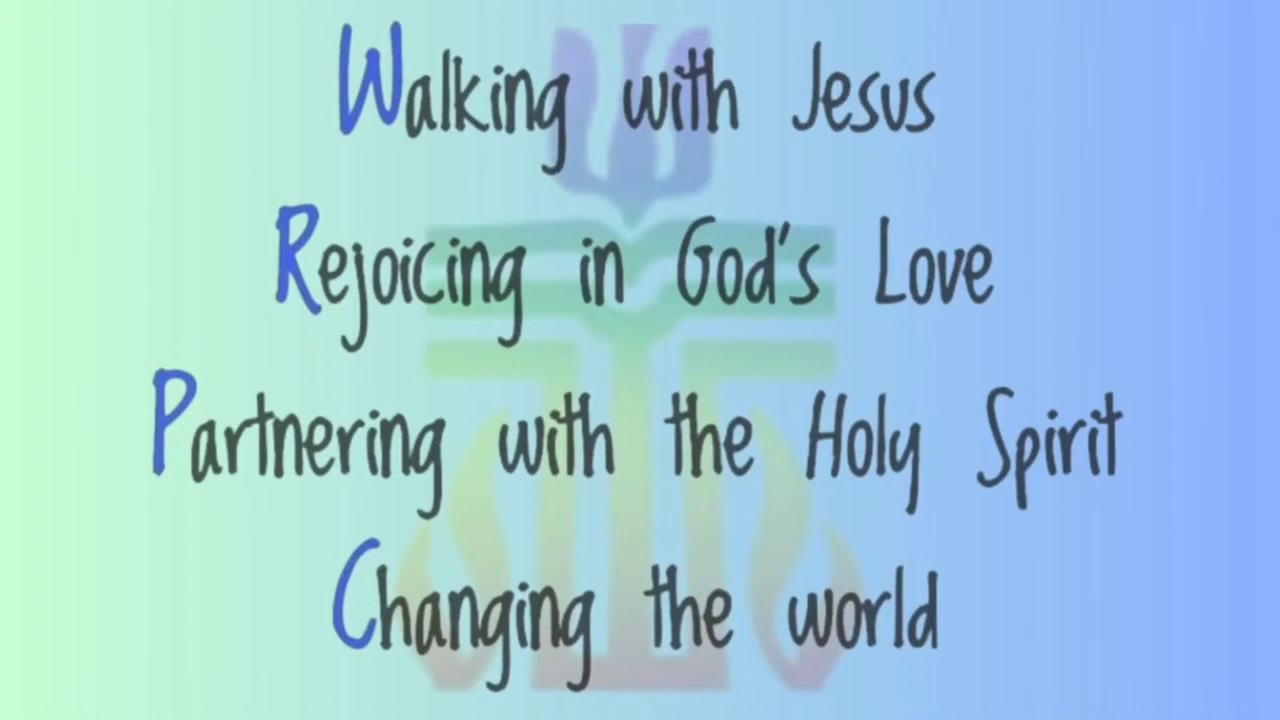 Walking with Jesus
Rejoicing in God's Love
Partnering with the Holy Spirit
Changing the world